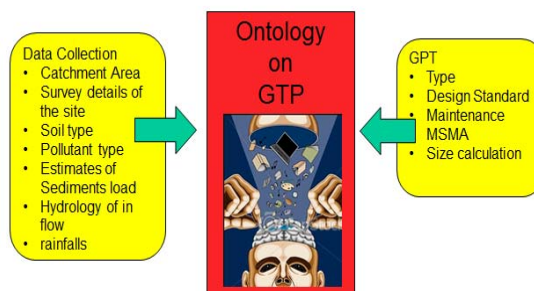 Data Collection
• Catchment Area
• Survey details of
the site
• Soil type
• Pollutant type
• Estimates of
Sediments load
• Hydrology of in
flow
• rainfalls
Ontology
on
GTP
GPT
• Type
• Design Standard
• Maintenance
• MSMA
• Size calculation